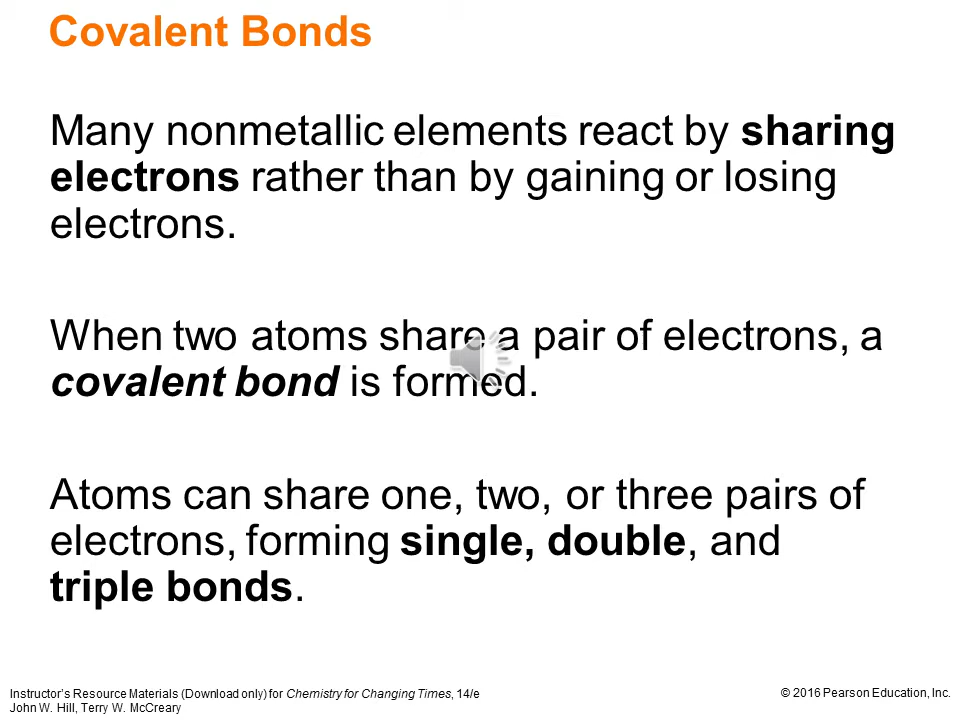 Covalent Bonds
Many nonmetallic elements react by sharing
electrons rather than by gaining or losing
electrons.
When two atoms share a pair of electrons, a
covalent bond is formed.
Atoms can share one, two, or three pairs of
electrons, forming single, double, and
triple bonds.
Instructor's Resource Materials (Download only) for Chemistry for Changing Times, 14/e
John W. Hill, Terry W. McCreary
© 2016 Pearson Education, Inc.